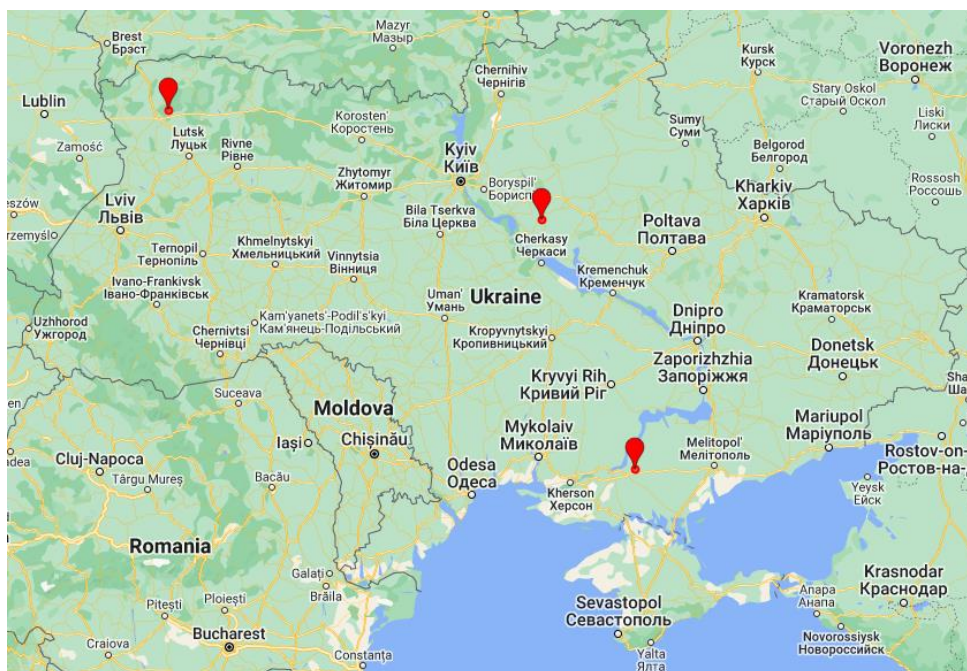 Brest
Брэст
Mazyr
Мазыр
Kursk
Курск
Voronezh
Воронеж
Chernihiv
Чернігів
Lublin
Stary Oskol
Старый Оскол
Korosten'
Коростень
Sumy
Суми
Liski
Лиски
Lutsk
Луцьк
Rivne
Рівне
Zamość
Belgorod
Белгород
Kyiv
Київ
Zhytomyr
Житомир
Boryspil'
Rossosh
Россошь
Kharkiv
Харків
Lviv
Львів
Bila Tserkva
Біла Церква
Poltava
Полтава
Ternopil
Тернопіль
Khmelnytskyi
Хмельницький
Vinnytsia
Вінниця
Cherkasy
Черкаси
Kremenchuk
Кременчук
Ivano-Frankivsk
Івано-Франківськ
Uman'
Умань
Ukraine
Kramatorsk
Краматорськ
Uzhhorod
Ужгород
Chernivtsi
Чернівці
Kam'yanets'-Podil's'kyi
Кам'янець-Подільський
Kropyvnytskyi
Кропивницький
Dnipro
Дніпро
Donetsk
Донецьк
Zaporizhzhia
Запоріжжя
Suceava
Kryvyi Rih
Кривий Ріг
Moldova
Mykolaiv
Миколаїв
Mariupol
Маріуполь
Iași
Chișinău
Melitopol'
Мелітополь
Rostov-on-
Ростов-на-
Cluj-Napoca
Târgu Mureș
Bacău
Odesa
Одеса
Kherson
Херсон
Yeysk
Ейск
Romania
Galați
Brăila
Krasnodar
Краснодар
Pitești
Ploiești
Sevastopol
Севастополь
Anapa
Анапа
Craiova
Bucharest
Constanța
Yalta
Ялта
Novorossiysk
Новороссийск